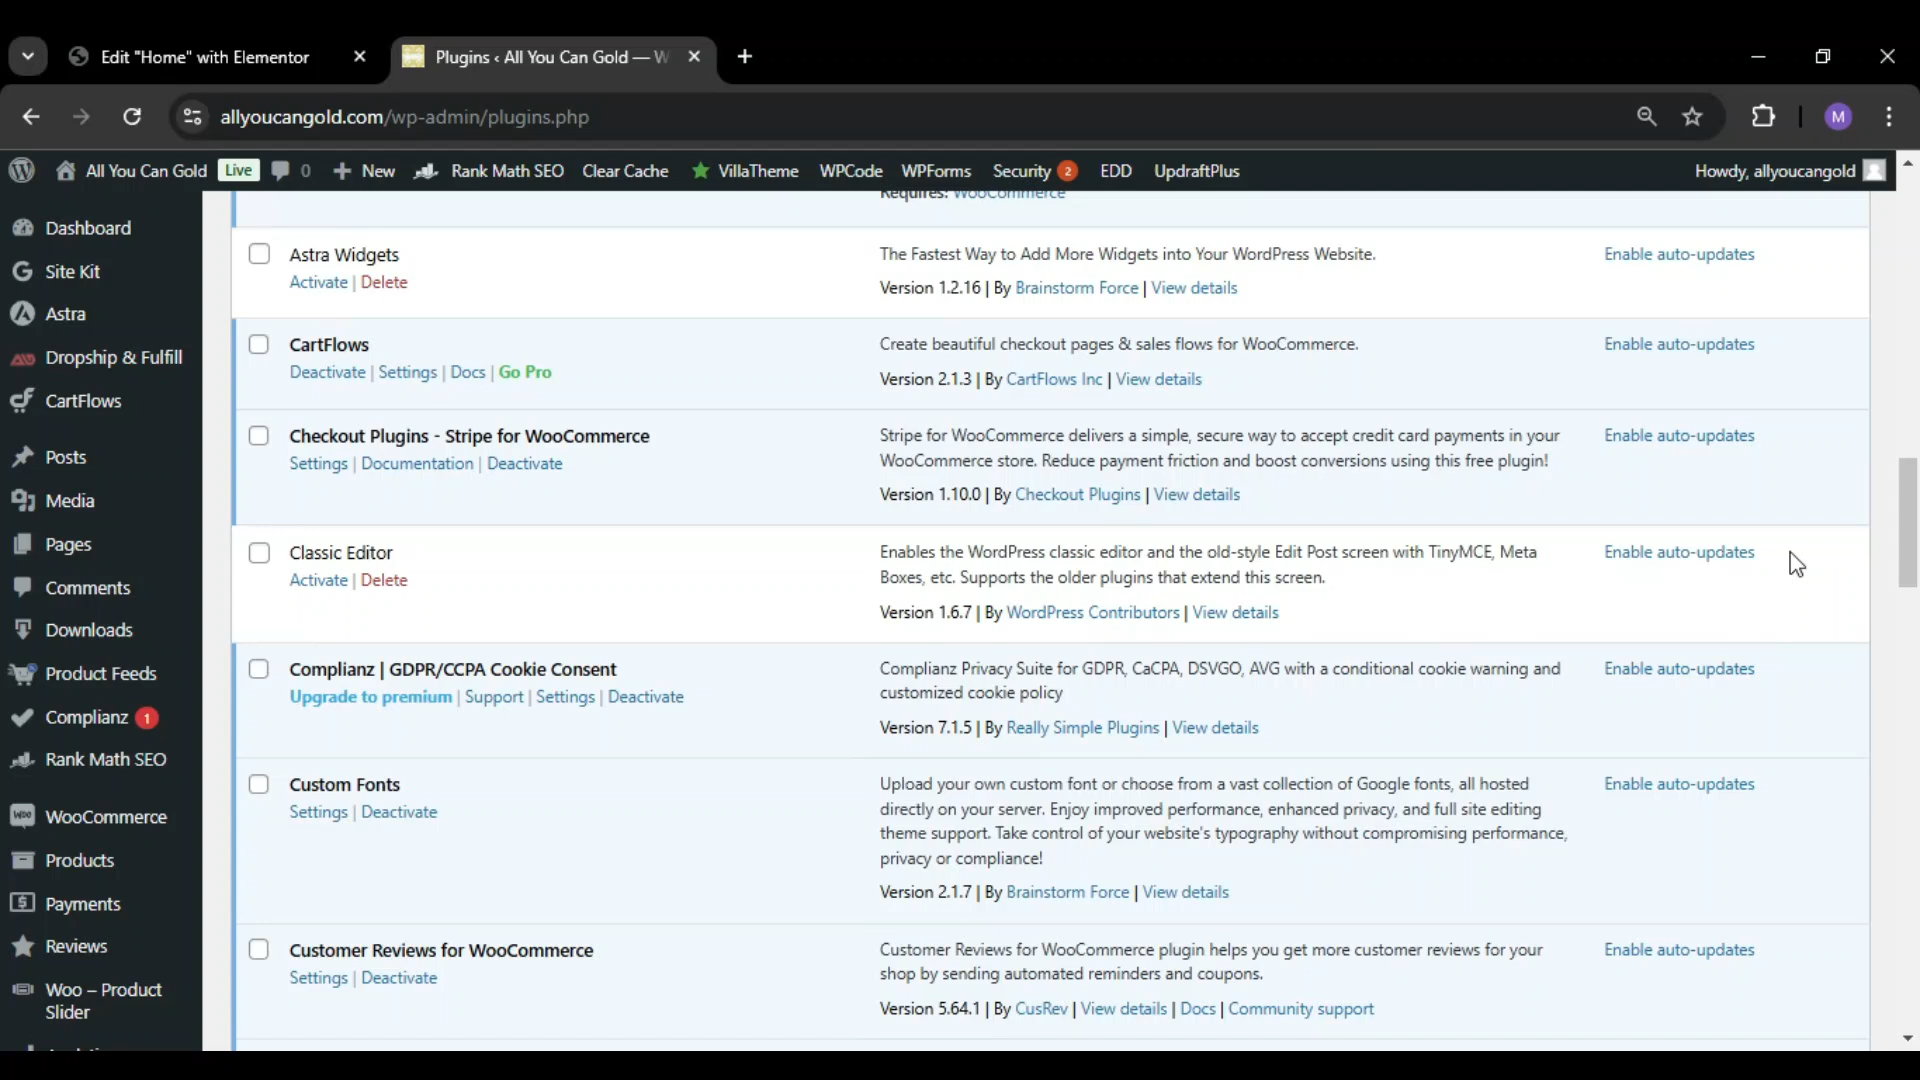 Edit "Home" with Elementor
Plugins ‹ All You Can Gold — W
allyoucangold.com/wp-admin/plugins.php
M
All You Can Gold Live 0 New Rank Math SEO Clear Cache VillaTheme WPCode WPForms Security 2 EDD UpdraftPlus Howdy, allyoucangold
Dashboard
Site Kit
Astra
Dropship & Fulfill
CartFlows
Posts
Media
Pages
Comments
Downloads
Product Feeds
Complianz 1
Rank Math SEO
WooCommerce
Products
Payments
Reviews
Woo – Product
Slider
Requires: WooCommerce
Astra Widgets
Activate | Delete
The Fastest Way to Add More Widgets into Your WordPress Website.
Version 1.2.16 | By Brainstorm Force | View details
Enable auto-updates
CartFlows
Deactivate | Settings | Docs | Go Pro
Create beautiful checkout pages & sales flows for WooCommerce.
Version 2.1.3 | By CartFlows Inc | View details
Enable auto-updates
Checkout Plugins - Stripe for WooCommerce
Settings | Documentation | Deactivate
Stripe for WooCommerce delivers a simple, secure way to accept credit card payments in your
WooCommerce store. Reduce payment friction and boost conversions using this free plugin!
Version 1.10.0 | By Checkout Plugins | View details
Enable auto-updates
Classic Editor
Activate | Delete
Enables the WordPress classic editor and the old-style Edit Post screen with TinyMCE, Meta
Boxes, etc. Supports the older plugins that extend this screen.
Version 1.6.7 | By WordPress Contributors | View details
Enable auto-updates
Complianz | GDPR/CCPA Cookie Consent
Upgrade to premium | Support | Settings | Deactivate
Complianz Privacy Suite for GDPR, CaCPA, DSVGO, AVG with a conditional cookie warning and
customized cookie policy
Version 7.1.5 | By Really Simple Plugins | View details
Enable auto-updates
Custom Fonts
Settings | Deactivate
Upload your own custom font or choose from a vast collection of Google fonts, all hosted
directly on your server. Enjoy improved performance, enhanced privacy, and full site editing
theme support. Take control of your website's typography without compromising performance,
privacy or compliance!
Version 2.1.7 | By Brainstorm Force | View details
Enable auto-updates
Customer Reviews for WooCommerce
Settings | Deactivate
Customer Reviews for WooCommerce plugin helps you get more customer reviews for your
shop by sending automated reminders and coupons.
Version 5.64.1 | By CusRev | View details | Docs | Community support
Enable auto-updates